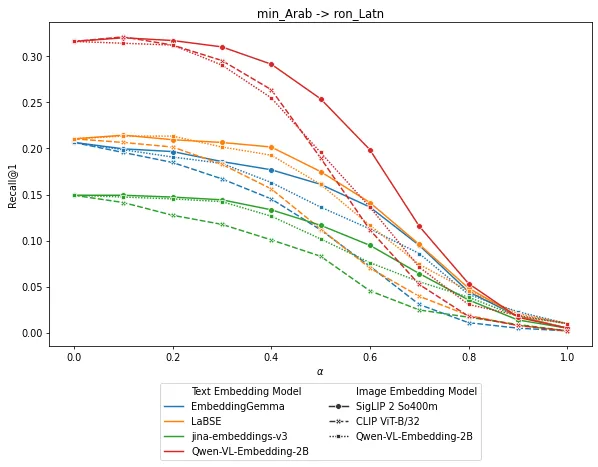 min_Arab -> ron_Latn
Recall@1
0.30
0.25
0.20
0.15
0.10
0.05
0.00
0.0 0.2 0.4 0.6 0.8 1.0
α
Text Embedding Model
EmbeddingGemma
LaBSE
jina-embeddings-v3
Qwen-VL-Embedding-2B
Image Embedding Model
SigLIP 2 So400m
CLIP ViT-B/32
Qwen-VL-Embedding-2B